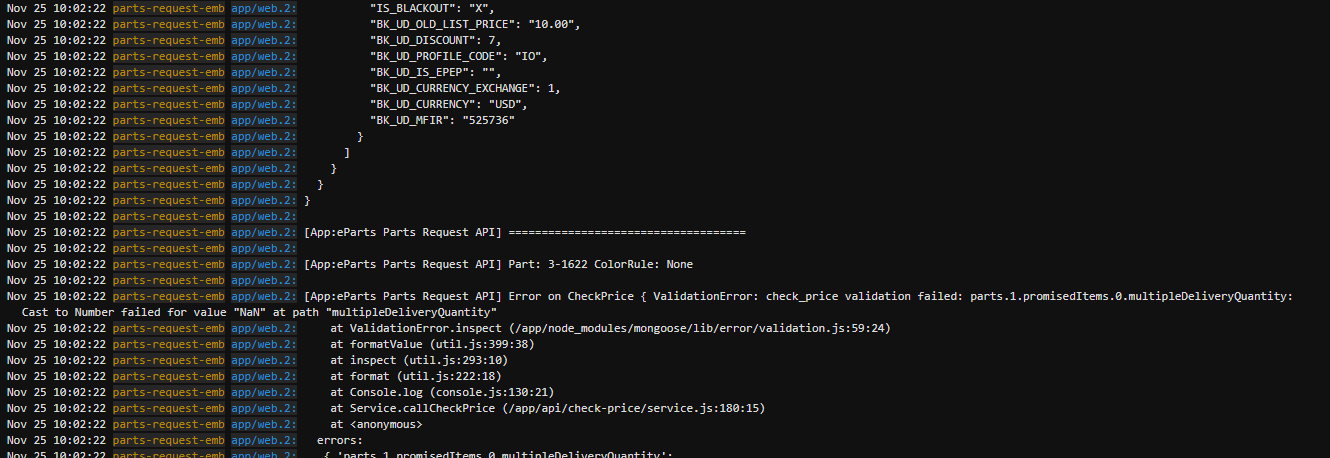 Nov 25 10:02:22 parts-request-emb app/web.2: "IS_BLACKOUT": "X",
Nov 25 10:02:22 parts-request-emb app/web.2: "BK_UD_OLD_LIST_PRICE": "10.00",
Nov 25 10:02:22 parts-request-emb app/web.2: "BK_UD_DISCOUNT": 7,
Nov 25 10:02:22 parts-request-emb app/web.2: "BK_UD_PROFILE_CODE": "IO",
Nov 25 10:02:22 parts-request-emb app/web.2: "BK_UD_IS_EPEP": "",
Nov 25 10:02:22 parts-request-emb app/web.2: "BK_UD_CURRENCY_EXCHANGE": 1,
Nov 25 10:02:22 parts-request-emb app/web.2: "BK_UD_CURRENCY": "USD",
Nov 25 10:02:22 parts-request-emb app/web.2: "BK_UD_MFIR": "525736"
Nov 25 10:02:22 parts-request-emb app/web.2: }
Nov 25 10:02:22 parts-request-emb app/web.2: ]
Nov 25 10:02:22 parts-request-emb app/web.2: }
Nov 25 10:02:22 parts-request-emb app/web.2: }
Nov 25 10:02:22 parts-request-emb app/web.2: }
Nov 25 10:02:22 parts-request-emb app/web.2:
Nov 25 10:02:22 parts-request-emb app/web.2: [App:eParts Parts Request API] ====================================
Nov 25 10:02:22 parts-request-emb app/web.2:
Nov 25 10:02:22 parts-request-emb app/web.2: [App:eParts Parts Request API] Part: 3-1622 ColorRule: None
Nov 25 10:02:22 parts-request-emb app/web.2:
Nov 25 10:02:22 parts-request-emb app/web.2: [App:eParts Parts Request API] Error on CheckPrice { ValidationError: check_price validation failed: parts.1.promisedItems.0.multipleDeliveryQuantity:
Cast to Number failed for value "NaN" at path "multipleDeliveryQuantity"
Nov 25 10:02:22 parts-request-emb app/web.2: at ValidationError.inspect (/app/node_modules/mongoose/lib/error/validation.js:59:24)
Nov 25 10:02:22 parts-request-emb app/web.2: at formatValue (util.js:399:38)
Nov 25 10:02:22 parts-request-emb app/web.2: at inspect (util.js:293:10)
Nov 25 10:02:22 parts-request-emb app/web.2: at format (util.js:222:18)
Nov 25 10:02:22 parts-request-emb app/web.2: at Console.log (console.js:130:21)
Nov 25 10:02:22 parts-request-emb app/web.2: at Service.callCheckPrice (/app/api/check-price/service.js:180:15)
Nov 25 10:02:22 parts-request-emb app/web.2: at <anonymous>
Nov 25 10:02:22 parts-request-emb app/web.2: errors:
Nov 25 10:02:22 parts-request-emb app/web.2: { 'parts.1.promisedItems.0.multipleDeliveryQuantity':